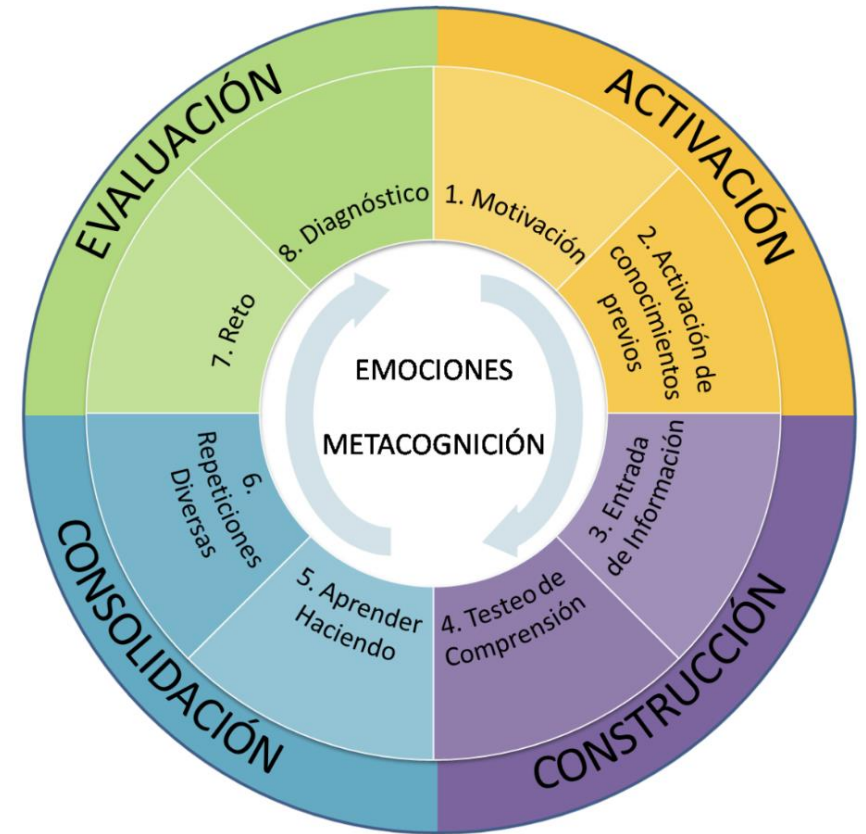 ACTIVACIÓN
1. Motivación
2. Activación de
conocimientos
previos
CONSTRUCCIÓN
3. Entrada
de Información
4. Testeo de
Comprensión
CONSOLIDACIÓN
5. Aprender
Haciendo
6.
Repeticiones
Diversas
EVALUACIÓN
7. Reto
8. Diagnóstico
EMOCIONES
METACOGNICIÓN